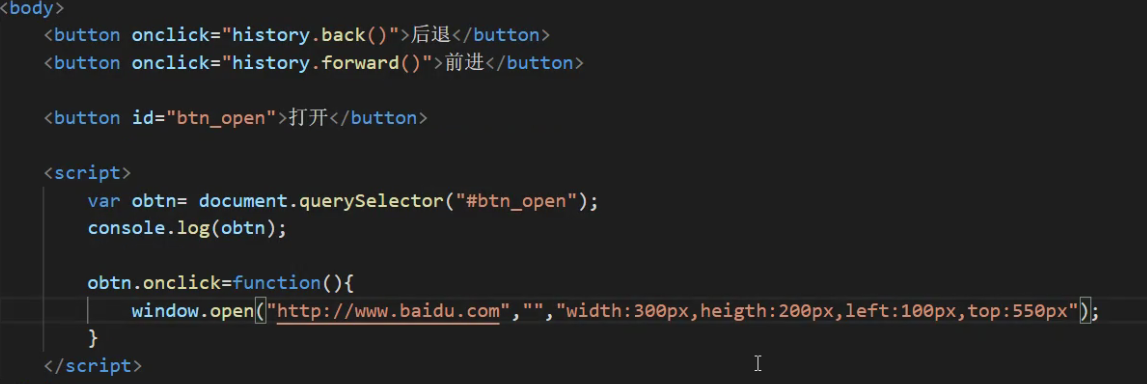 <body>
<button onclick="history.back()">后退</button>
<button onclick="history.forward()">前进</button>
<button id="btn_open">打开</button>
<script>
var obtn= document.querySelector("#btn_open");
console.log(obtn);
obtn.onclick=function(){
window.open("http://www.baidu.com","","width:300px,heigth:200px,left:100px,top:550px");
}
</script>